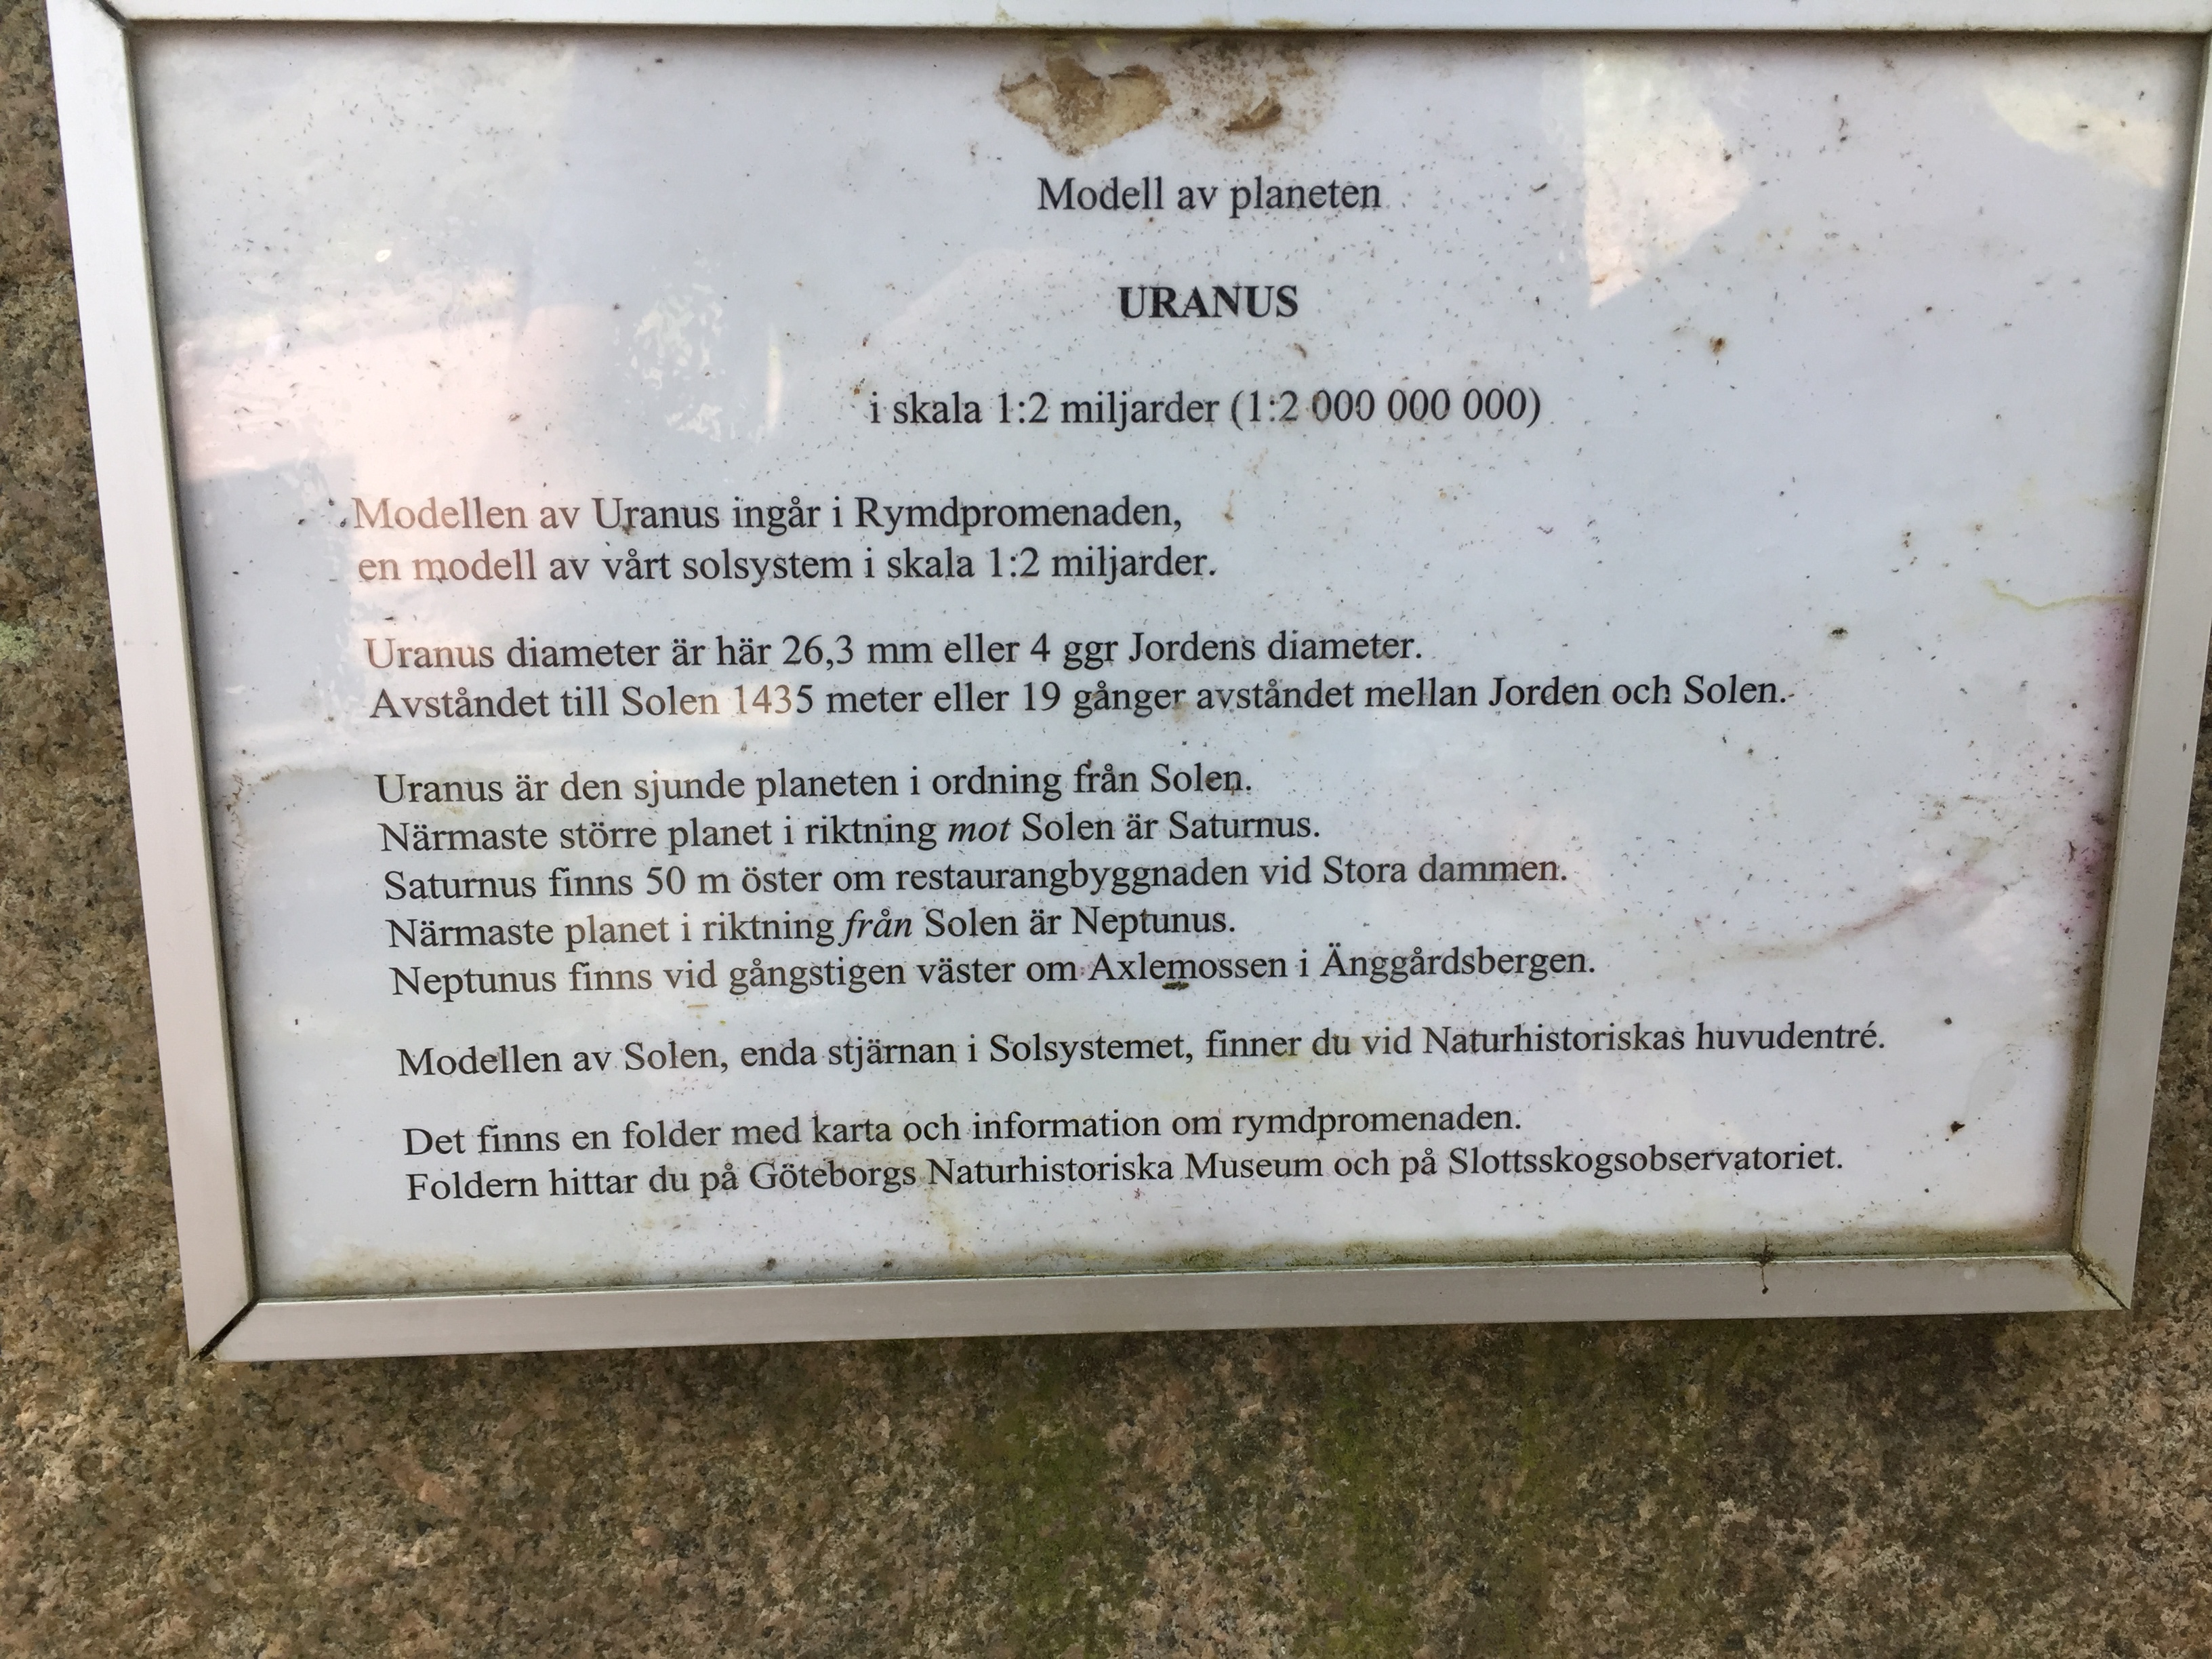 Modell av planeten
URANUS
i skala 1:2 miljarder (1:2 000 000 000)
Modellen av Uranus ingår i Rymdpromenaden,
en modell av vårt solsystem i skala 1:2 miljarder.
Uranus diameter är här 26,3 mm eller 4 ggr Jordens diameter.
Avståndet till Solen 1435 meter eller 19 gånger avståndet mellan Jorden och Solen.
Uranus är den sjunde planeten i ordning från Solen.
Närmaste större planet i riktning mot Solen är Saturnus.
Saturnus finns 50 m öster om restaurangbyggnaden vid Stora dammen.
Närmaste planet i riktning från Solen är Neptunus.
Neptunus finns vid gångstigen väster om Axlemossen i Änggårdsbergen.
Modellen av Solen, enda stjärnan i Solsystemet, finner du vid Naturhistoriskas huvudentré.
Det finns en folder med karta och information om rymdpromenaden.
Foldern hittar du på Göteborgs Naturhistoriska Museum och på Slottsskogsobservatoriet.